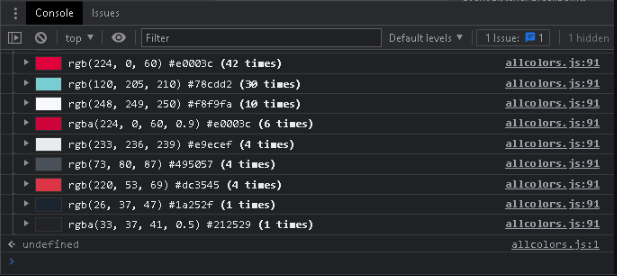 Console Issues
top ▼ Filter Default levels ▼ 1 Issue: 1 1 hidden
▶ rgb(224, 0, 60) #e0003c (42 times) allcolors.js:91
▶ rgb(120, 205, 210) #78cdd2 (30 times) allcolors.js:91
▶ rgb(248, 249, 250) #f8f9fa (10 times) allcolors.js:91
▶ rgba(224, 0, 60, 0.9) #e0003c (6 times) allcolors.js:91
▶ rgb(233, 236, 239) #e9ecef (4 times) allcolors.js:91
▶ rgb(73, 80, 87) #495057 (4 times) allcolors.js:91
▶ rgb(220, 53, 69) #dc3545 (4 times) allcolors.js:91
▶ rgb(26, 37, 47) #1a252f (1 times) allcolors.js:91
▶ rgba(33, 37, 41, 0.5) #212529 (1 times) allcolors.js:91
undefined allcolors.js:1